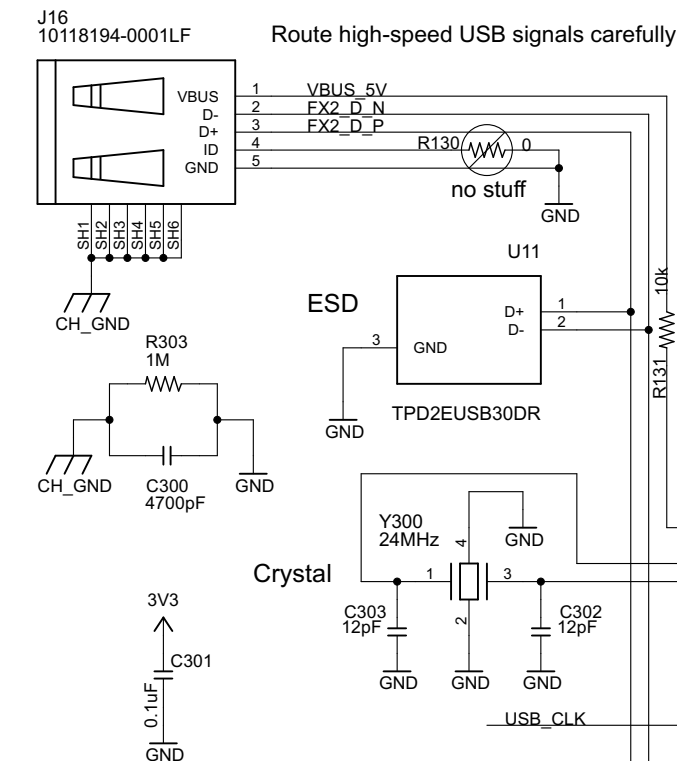 J16
10118194-0001LF
Route high-speed USB signals carefully
VBUS 1 VBUS_5V
D- 2 FX2_D_N
D+ 3 FX2_D_P
ID 4 R130 0
GND 5
no stuff
GND
SH1
SH2
SH3
SH4
SH5
SH6
CH_GND
U11
ESD
D+ 1
D- 2
3 GND
GND
TPD2EUSB30DR
10k
R131
R303
1M
CH_GND
C300
4700pF
GND
Y300
24MHz
4
GND
Crystal
1
3
2
C303
12pF
C302
12pF
GND
GND
GND
3V3
C301
0.1uF
GND
USB_CLK